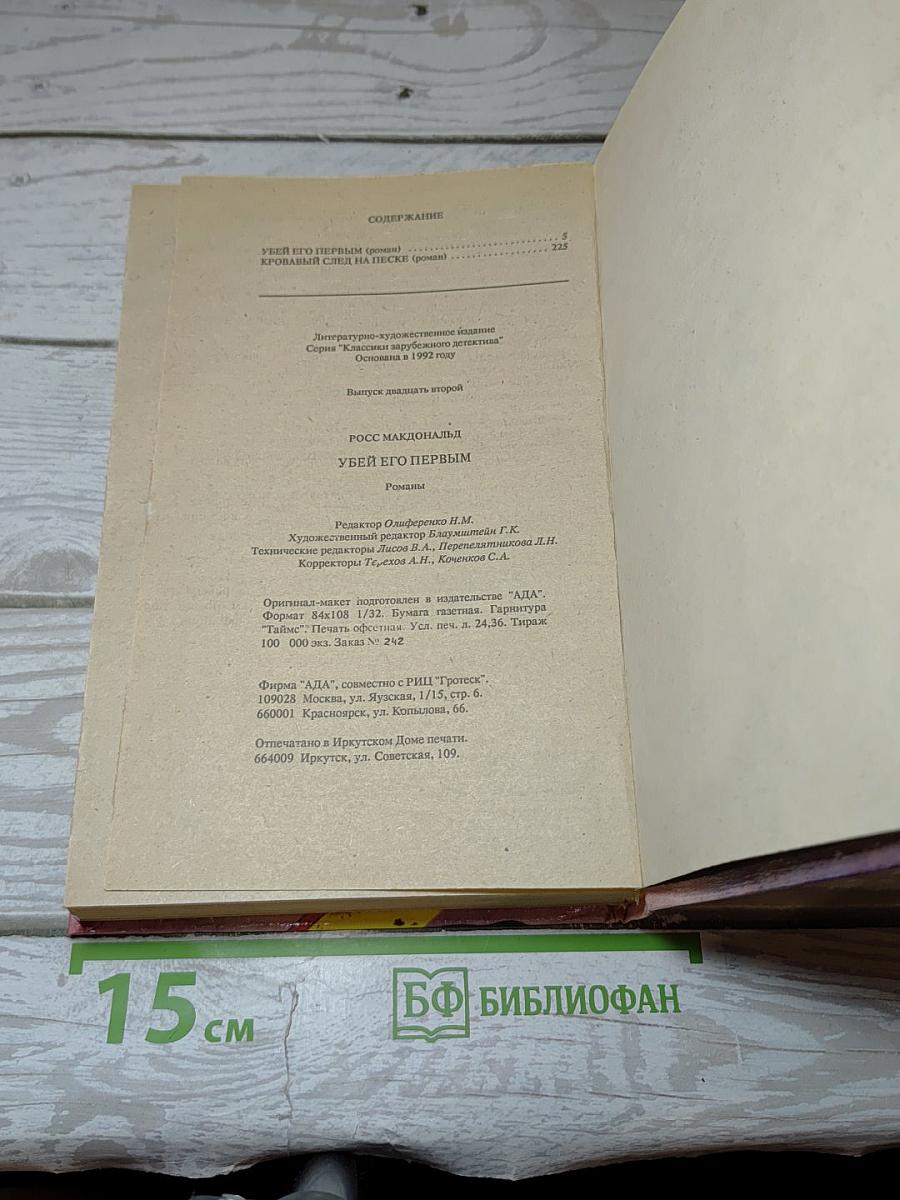 СОДЕРЖАНИЕ
УБЕЙ ЕГО ПЕРВЫМ (роман) ............................ 5
КРОВАВЫЙ СЛЕД НА ПЕСКЕ (роман) .................. 225
Литературно-художественное издание
Серия "Классики зарубежного детектива"
Основана в 1992 году
Выпуск двадцать второй
РОСС МАКДОНАЛЬД
УБЕЙ ЕГО ПЕРВЫМ
Романы
Редактор Олиференко Н.М.
Художественный редактор Блаумштейн Г.К.
Технические редакторы Лисов В.А., Перепелятникова Л.Н.
Корректоры Терехов А.Н., Коченков С.А.
Оригинал-макет подготовлен в издательстве "АДА".
Формат 84х108 1/32. Бумага газетная. Гарнитура
"Таймс". Печать офсетная. Усл. печ. л. 24,36. Тираж
100 000 экз. Заказ № 242
Фирма "АДА", совместно с РИЦ "Гротеск".
109028 Москва, ул. Яузская, 1/15, стр. 6.
660001 Красноярск, ул. Копылова, 66.
Отпечатано в Иркутском Доме печати.
664009 Иркутск, ул. Советская, 109.
15 см
БФ БИБЛИОФАН